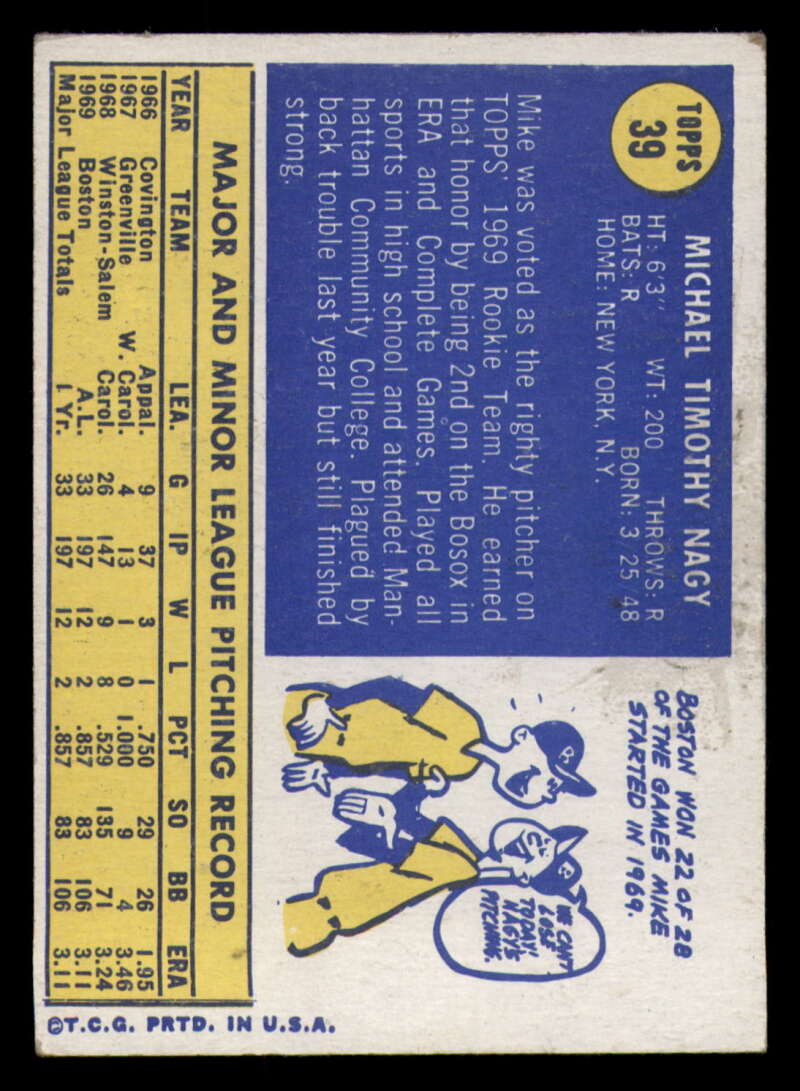 TOPPS
39
MICHAEL TIMOTHY NAGY
HT: 6'3" WT: 200 THROWS: R
BATS: R BORN: 3 25 48
HOME: NEW YORK, N.Y.
Mike was voted as the righty pitcher on
TOPPS' 1969 Rookie Team. He earned
that honor by being 2nd on the Bosox in
ERA and Complete Games. Played all
sports in high school and attended Man-
hattan Community College. Plagued by
back trouble last year but still finished
strong.
BOSTON WON 22 OF 28
OF THE GAMES MIKE
STARTED IN 1969.
B
B
WE CAN'T
LOSE
TODAY!
NAGY'S
PITCHING.
MAJOR AND MINOR LEAGUE PITCHING RECORD
YEAR TEAM LEA. G IP W L PCT SO BB ERA
1966 Covington Appal. 9 37 3 1 .750 29 26 1.95
1967 Greenville W. Carol. 4 13 1 0 1.000 9 4 3.46
1968 Winston-Salem Carol. 26 147 9 8 .529 135 71 3.24
1969 Boston A.L. 33 197 12 2 .857 83 106 3.11
Major League Totals 1 Yr. 33 197 12 2 .857 83 106 3.11
©T.C.G. PRTD. IN U.S.A.